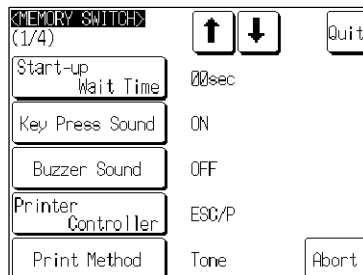 <MEMORY SWITCH>
(1/4)
Quit
Start-up
Wait Time
00sec
Key Press Sound
ON
Buzzer Sound
OFF
Printer
Controller
ESC/P
Print Method
Tone
Abort